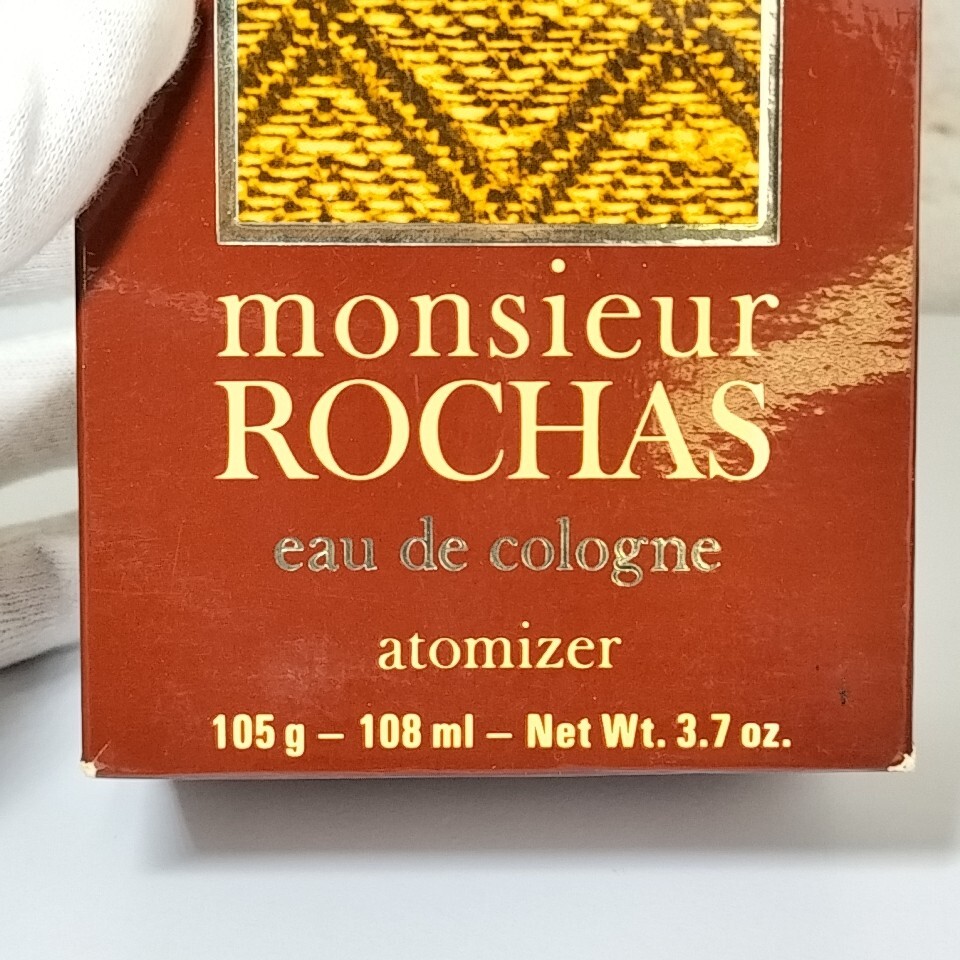 monsieur
ROCHAS
eau de cologne
atomizer
105 g – 108 ml – Net Wt. 3.7 oz.